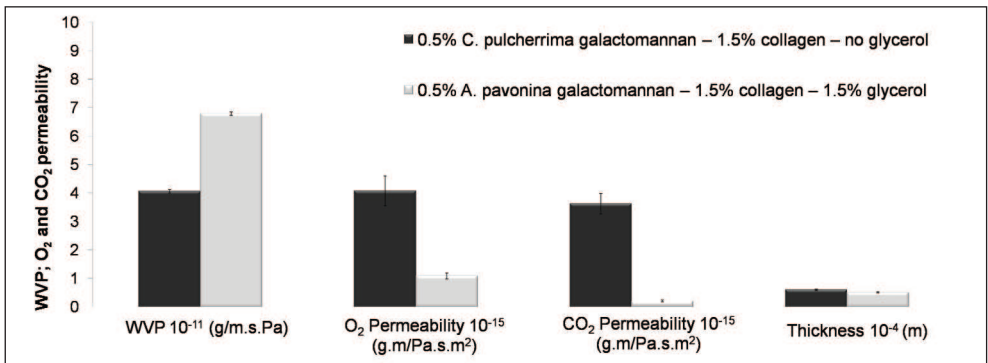 10
9
8
7
6
5
4
3
2
1
0
WVP; O₂ and CO₂ permeability
0.5% C. pulcherrima galactomannan – 1.5% collagen – no glycerol
0.5% A. pavonina galactomannan – 1.5% collagen – 1.5% glycerol
WVP 10⁻¹¹ (g/m.s.Pa)
O₂ Permeability 10⁻¹⁵
(g.m/Pa.s.m²)
CO₂ Permeability 10⁻¹⁵
(g.m/Pa.s.m²)
Thickness 10⁻⁴ (m)